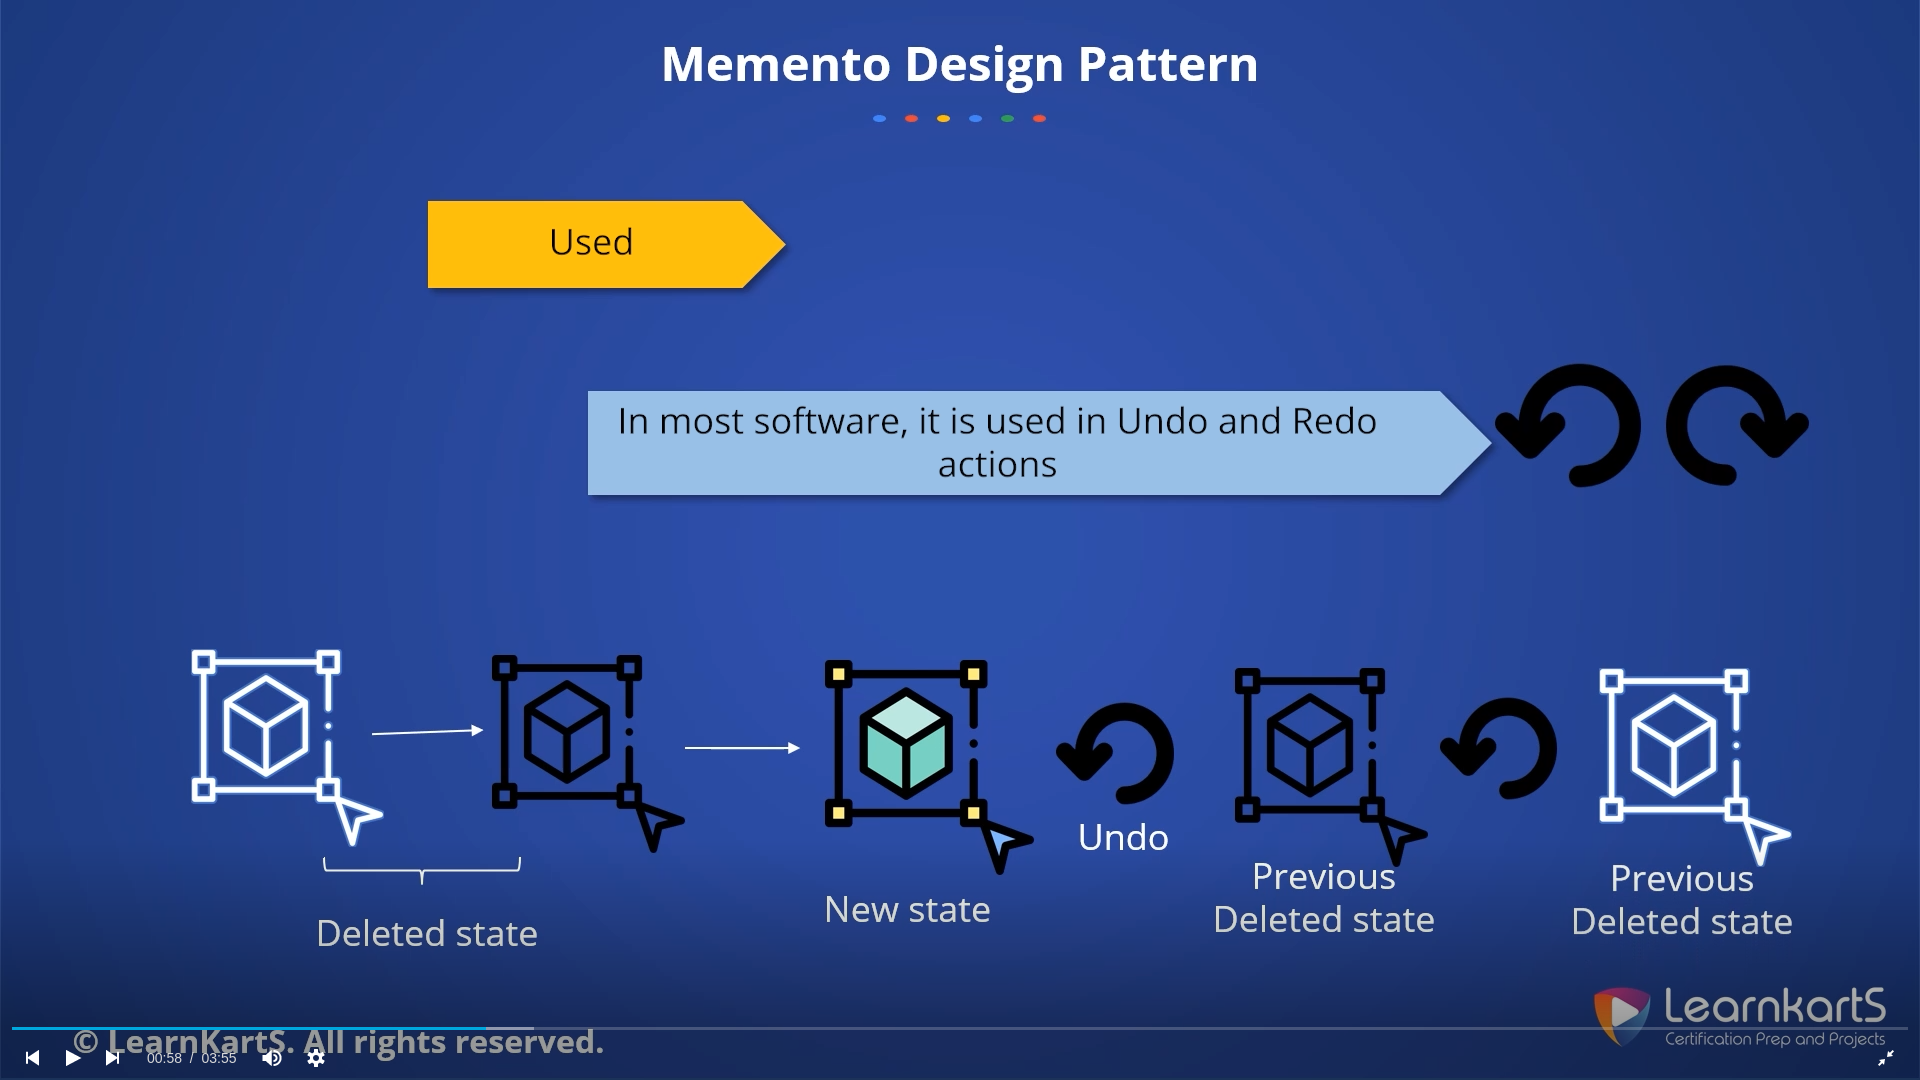 Memento Design Pattern
Used
In most software, it is used in Undo and Redo
actions
Undo
Previous
Deleted state
Previous
Deleted state
New state
Deleted state
LearnkartS
Certification Prep and Projects
© LearnKartS. All rights reserved.
00:58 / 03:55